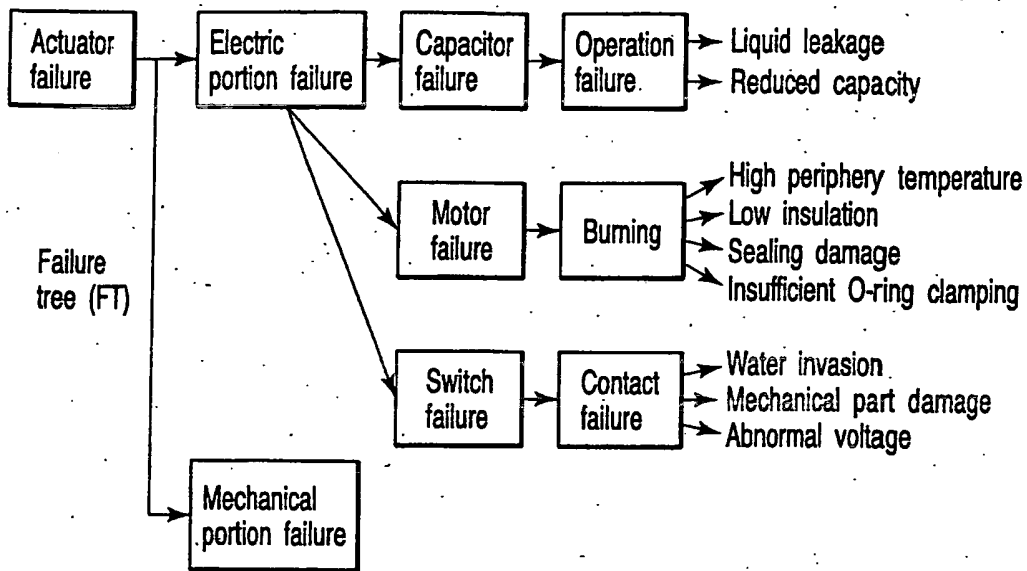 Actuator
failure
Electric
portion failure
Capacitor
failure
Operation
failure
Liquid leakage
Reduced capacity
Motor
failure
Burning
High periphery temperature
Low insulation
Sealing damage
Insufficient O-ring clamping
Failure
tree (FT)
Switch
failure
Contact
failure
Water invasion
Mechanical part damage
Abnormal voltage
Mechanical
portion failure